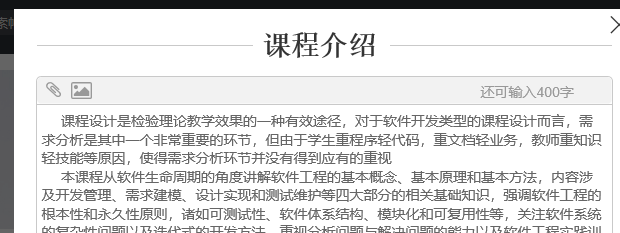 索
课程介绍
还可输入400字
课程设计是检验理论教学效果的一种有效途径，对于软件开发类型的课程设计而言，需
求分析是其中一个非常重要的环节，但由于学生重程序轻代码，重文档轻业务，教师重知识
轻技能等原因，使得需求分析环节并没有得到应有的重视
本课程从软件生命周期的角度讲解软件工程的基本概念、基本原理和基本方法，内容涉
及开发管理、需求建模、设计实现和测试维护等四大部分的相关基础知识，强调软件工程的
根本性和永久性原则，诸如可测试性、软件体系结构、模块化和可复用性等，关注软件系统
的复杂性问题以及迭代式的开发方法，重视分析问题与解决问题的能力以及软件工程实践训